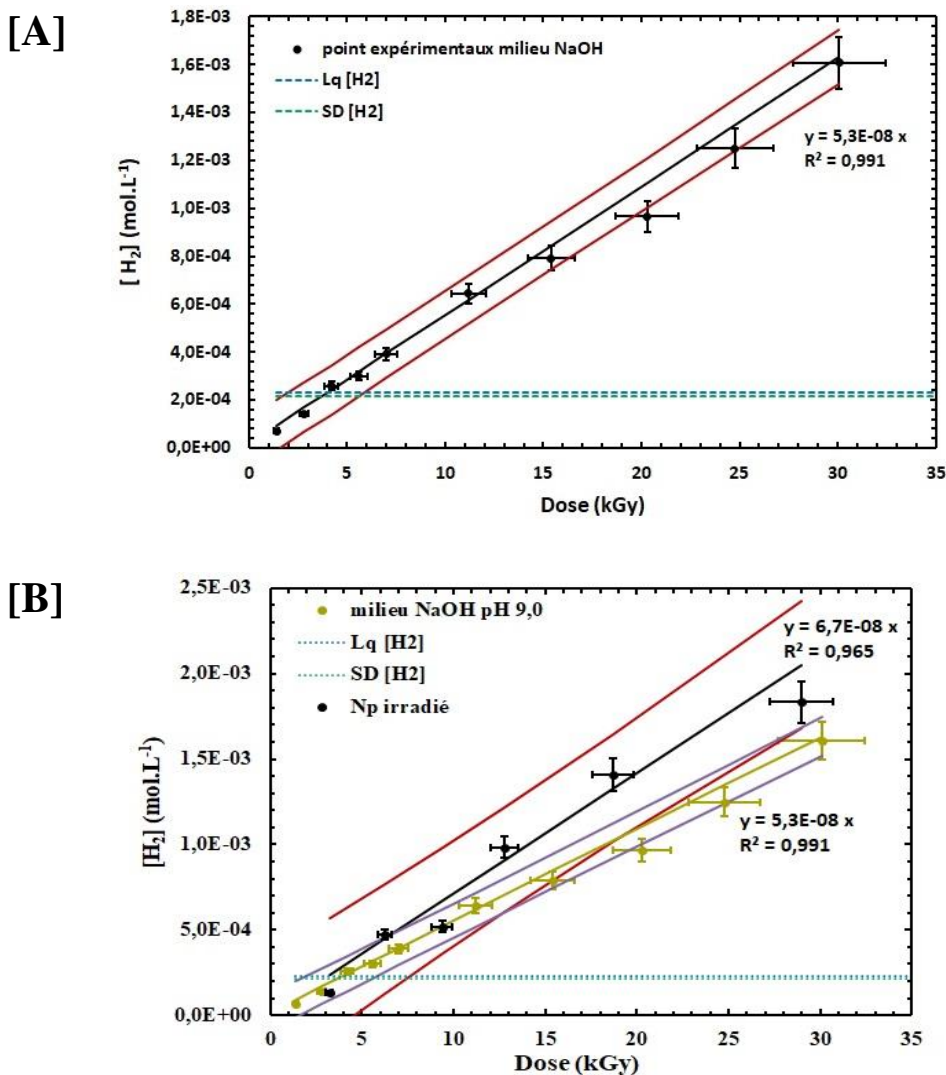 [A]
1,8E-03
1,6E-03
1,4E-03
1,2E-03
1,0E-03
8,0E-04
6,0E-04
4,0E-04
2,0E-04
0,0E+00
[ H₂] (mol.L⁻¹)
point expérimentaux milieu NaOH
Lq [H2]
SD [H2]
y = 5,3E-08 x
R² = 0,991
0 5 10 15 20 25 30 35
Dose (kGy)
[B]
2,5E-03
2,0E-03
1,5E-03
1,0E-03
5,0E-04
0,0E+00
[H₂] (mol.L⁻¹)
milieu NaOH pH 9,0
Lq [H2]
SD [H2]
Np irradié
y = 6,7E-08 x
R² = 0,965
y = 5,3E-08 x
R² = 0,991
0 5 10 15 20 25 30 35
Dose (kGy)